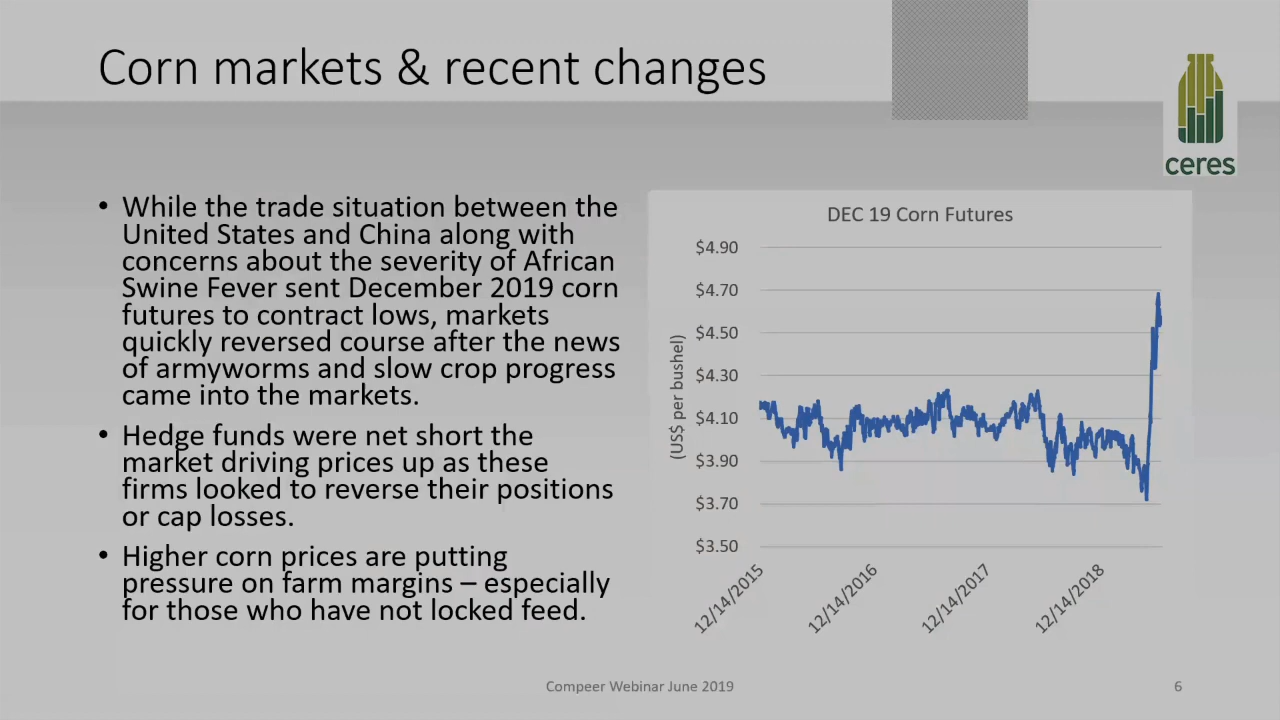 Corn markets & recent changes
ceres
• While the trade situation between the
United States and China along with
concerns about the severity of African
Swine Fever sent December 2019 corn
futures to contract lows, markets
quickly reversed course after the news
of armyworms and slow crop progress
came into the markets.
• Hedge funds were net short the
market driving prices up as these
firms looked to reverse their positions
or cap losses.
• Higher corn prices are putting
pressure on farm margins – especially
for those who have not locked feed.
DEC 19 Corn Futures
(US$ per bushel)
$4.90
$4.70
$4.50
$4.30
$4.10
$3.90
$3.70
$3.50
12/14/2015
12/14/2016
12/14/2017
12/14/2018
Compeer Webinar June 2019
6